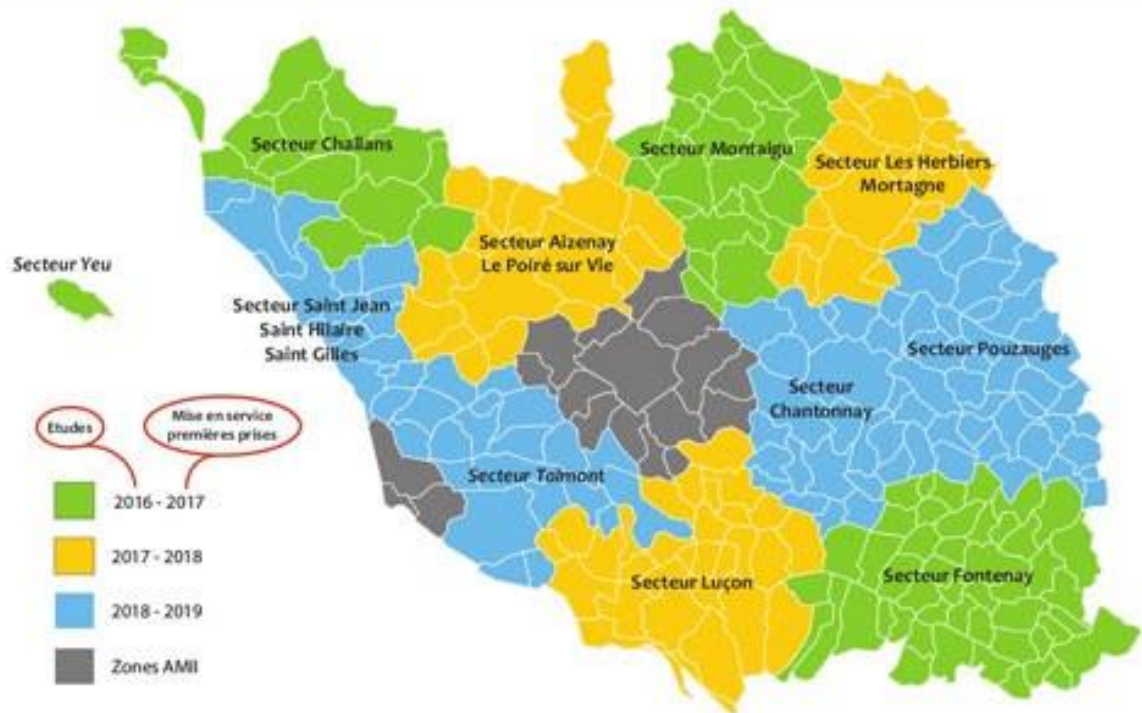 Secteur Challans
Secteur Montaigu
Secteur Les Herbiers
Mortagne
Secteur Aizenay
Le Poiré sur Vie
Secteur Yeu
Secteur Saint Jean
Saint Hilaire
Saint Gilles
Secteur Pouzauges
Secteur
Chantonnay
Secteur Talmont
Secteur Luçon
Secteur Fontenay
Etudes
Mise en service
premières prises
2016 - 2017
2017 - 2018
2018 - 2019
Zones AMII